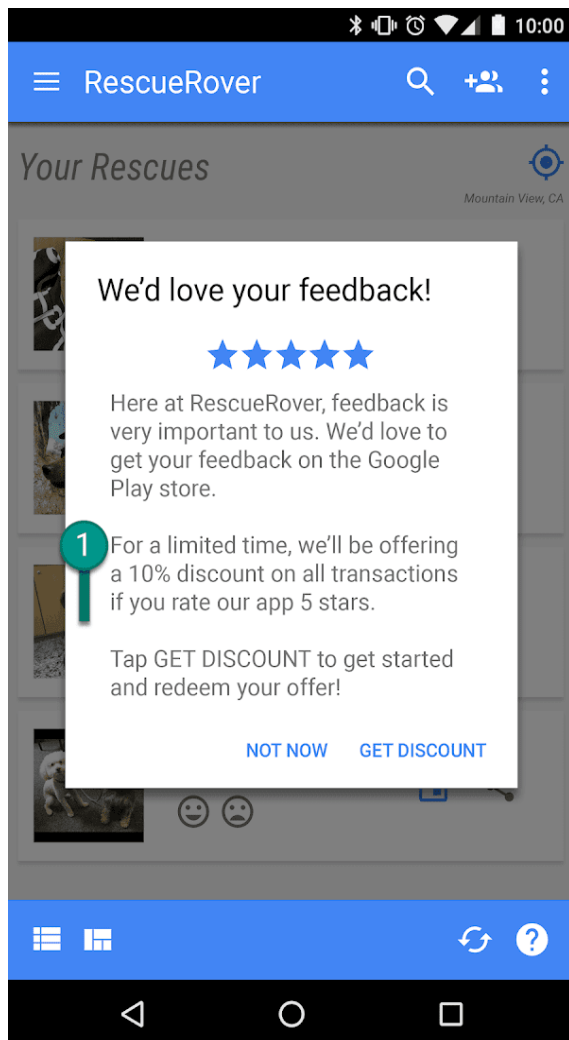 10:00
RescueRover
Your Rescues
Mountain View, CA
We’d love your feedback!
Here at RescueRover, feedback is
very important to us. We’d love to
get your feedback on the Google
Play store.
1
For a limited time, we’ll be offering
a 10% discount on all transactions
if you rate our app 5 stars.
Tap GET DISCOUNT to get started
and redeem your offer!
NOT NOW GET DISCOUNT